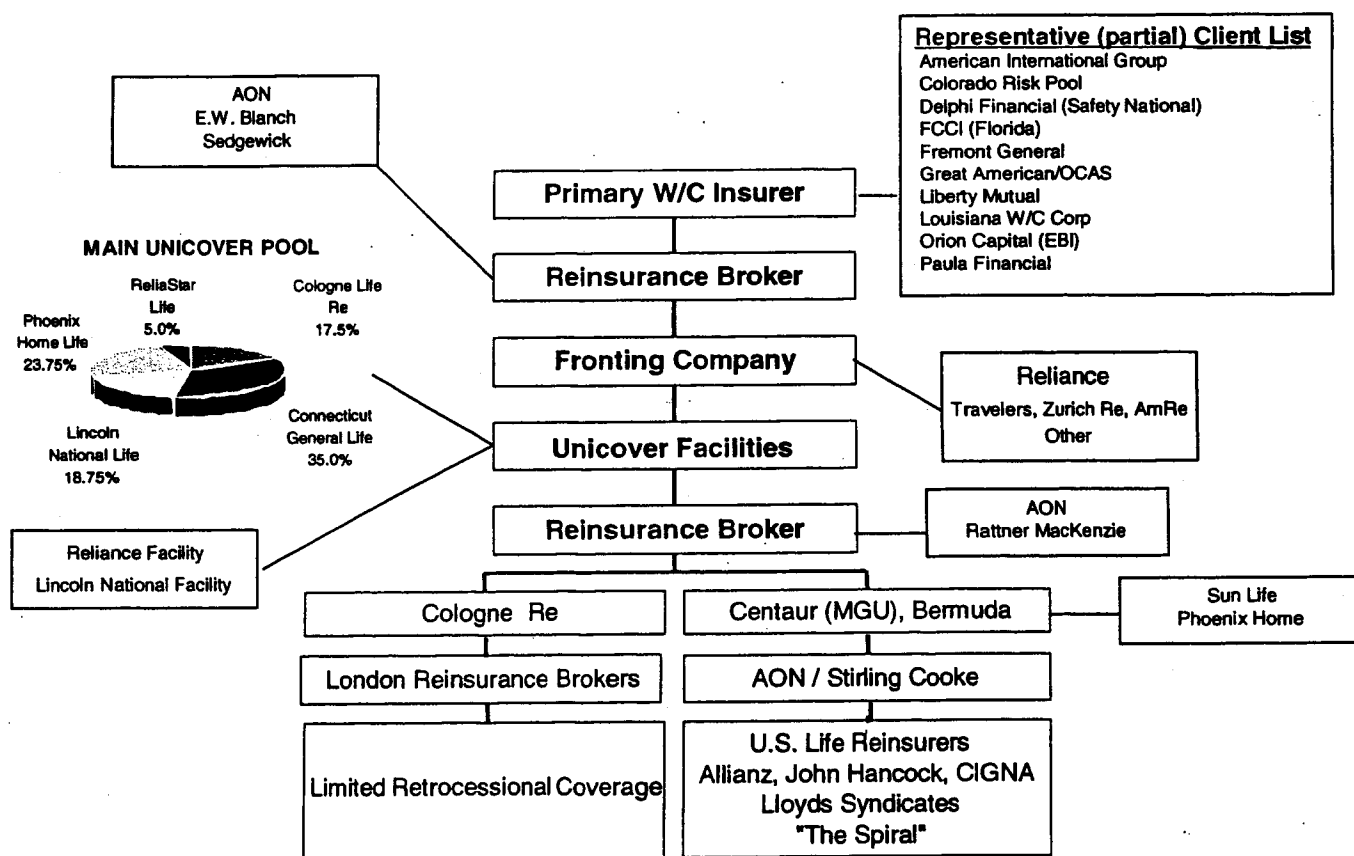 Representative (partial) Client List
American International Group
Colorado Risk Pool
Delphi Financial (Safety National)
FCCI (Florida)
Fremont General
Great American/OCAS
Liberty Mutual
Louisiana W/C Corp
Orion Capital (EBI)
Paula Financial
AON
E.W. Blanch
Sedgewick
Primary W/C Insurer
MAIN UNICOVER POOL
ReliaStar
Life
5.0%
Cologne Life
Re
17.5%
Phoenix
Home Life
23.75%
Lincoln
National Life
18.75%
Connecticut
General Life
35.0%
Reinsurance Broker
Fronting Company
Reliance
Travelers, Zurich Re, AmRe
Other
Unicover Facilities
Reinsurance Broker
AON
Rattner MacKenzie
Reliance Facility
Lincoln National Facility
Cologne Re
Centaur (MGU), Bermuda
Sun Life
Phoenix Home
London Reinsurance Brokers
AON / Stirling Cooke
Limited Retrocessional Coverage
U.S. Life Reinsurers
Allianz, John Hancock, CIGNA
Lloyds Syndicates
"The Spiral"